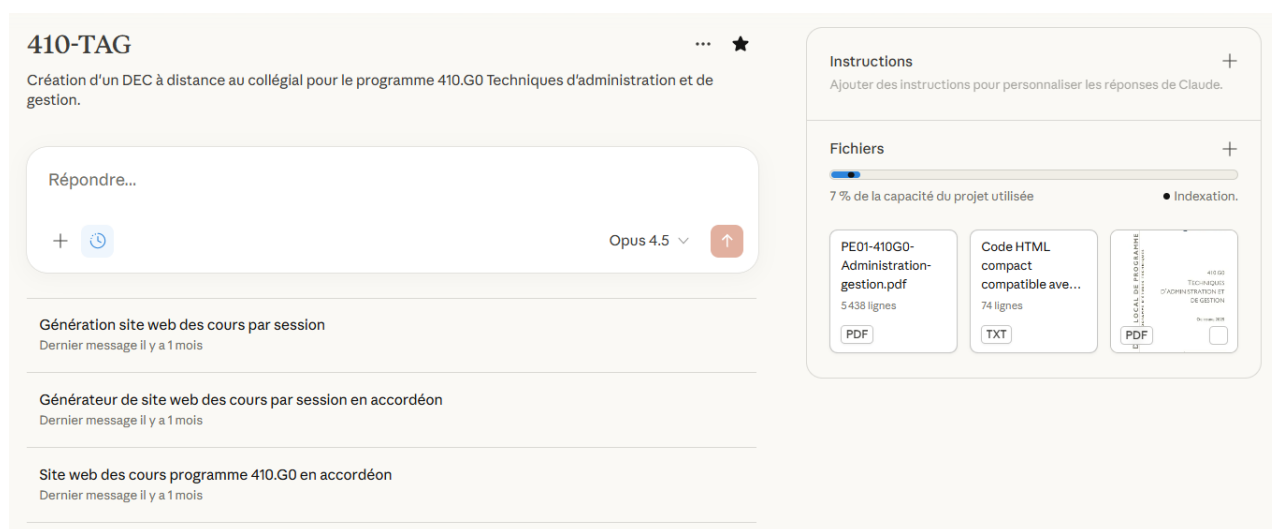 410-TAG
Création d'un DEC à distance au collégial pour le programme 410.G0 Techniques d'administration et de
gestion.
Répondre...
Opus 4.5
Génération site web des cours par session
Dernier message il y a 1 mois
Générateur de site web des cours par session en accordéon
Dernier message il y a 1 mois
Site web des cours programme 410.G0 en accordéon
Dernier message il y a 1 mois
Instructions
Ajouter des instructions pour personnaliser les réponses de Claude.
Fichiers
7 % de la capacité du projet utilisée
Indexation.
PE01-410G0-
Administration-
gestion.pdf
5 438 lignes
PDF
Code HTML
compact
compatible ave...
74 lignes
TXT
LOCAL DE PROGRAMME
410.G0
TECHNIQUES
D'ADMINISTRATION ET
DE GESTION
PDF